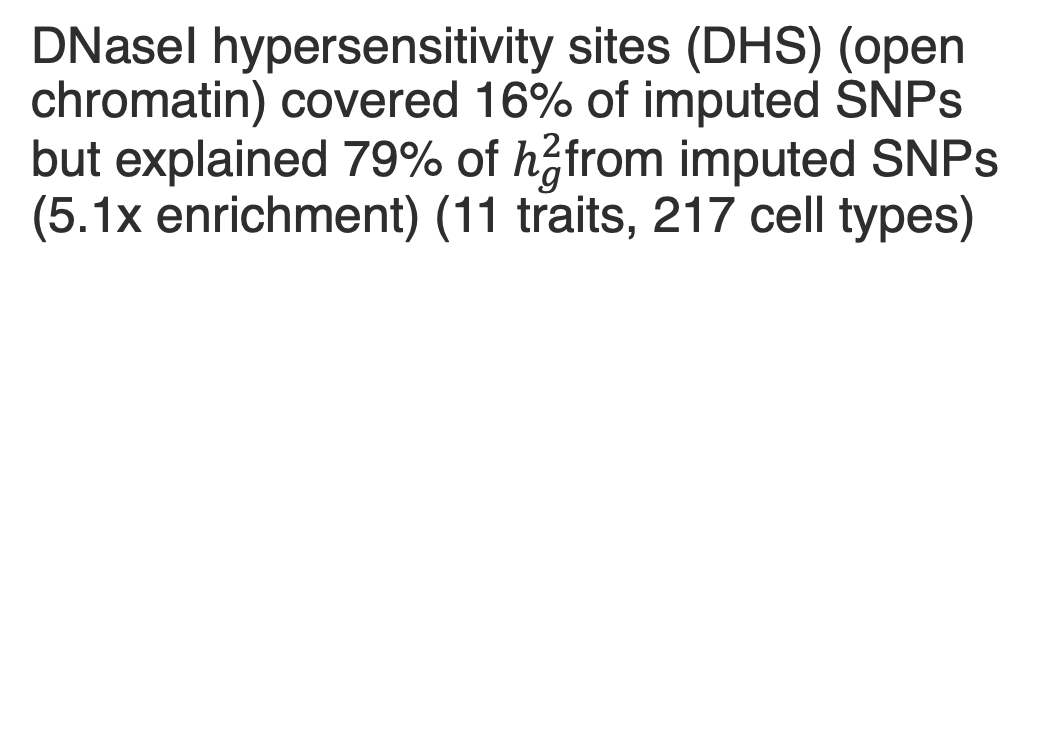 DNaseI hypersensitivity sites (DHS) (open
chromatin) covered 16% of imputed SNPs
but explained 79% of $h_g^2$from imputed SNPs
(5.1x enrichment) (11 traits, 217 cell types)